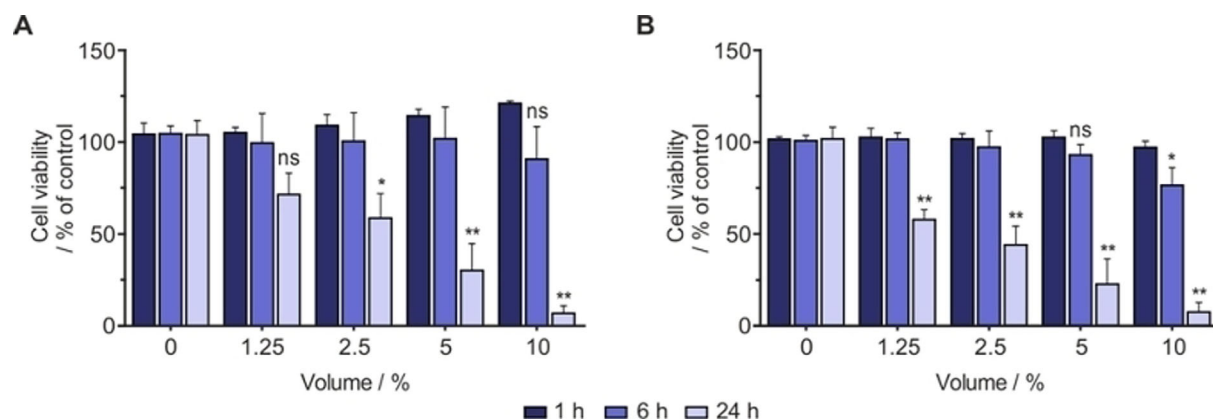 A
Cell viability
/ % of control
150
100
50
0
ns
*
**
ns
**
0
1.25
2.5
5
10
Volume / %
B
Cell viability
/ % of control
150
100
50
0
**
**
ns
**
*
**
0
1.25
2.5
5
10
Volume / %
1 h 6 h 24 h